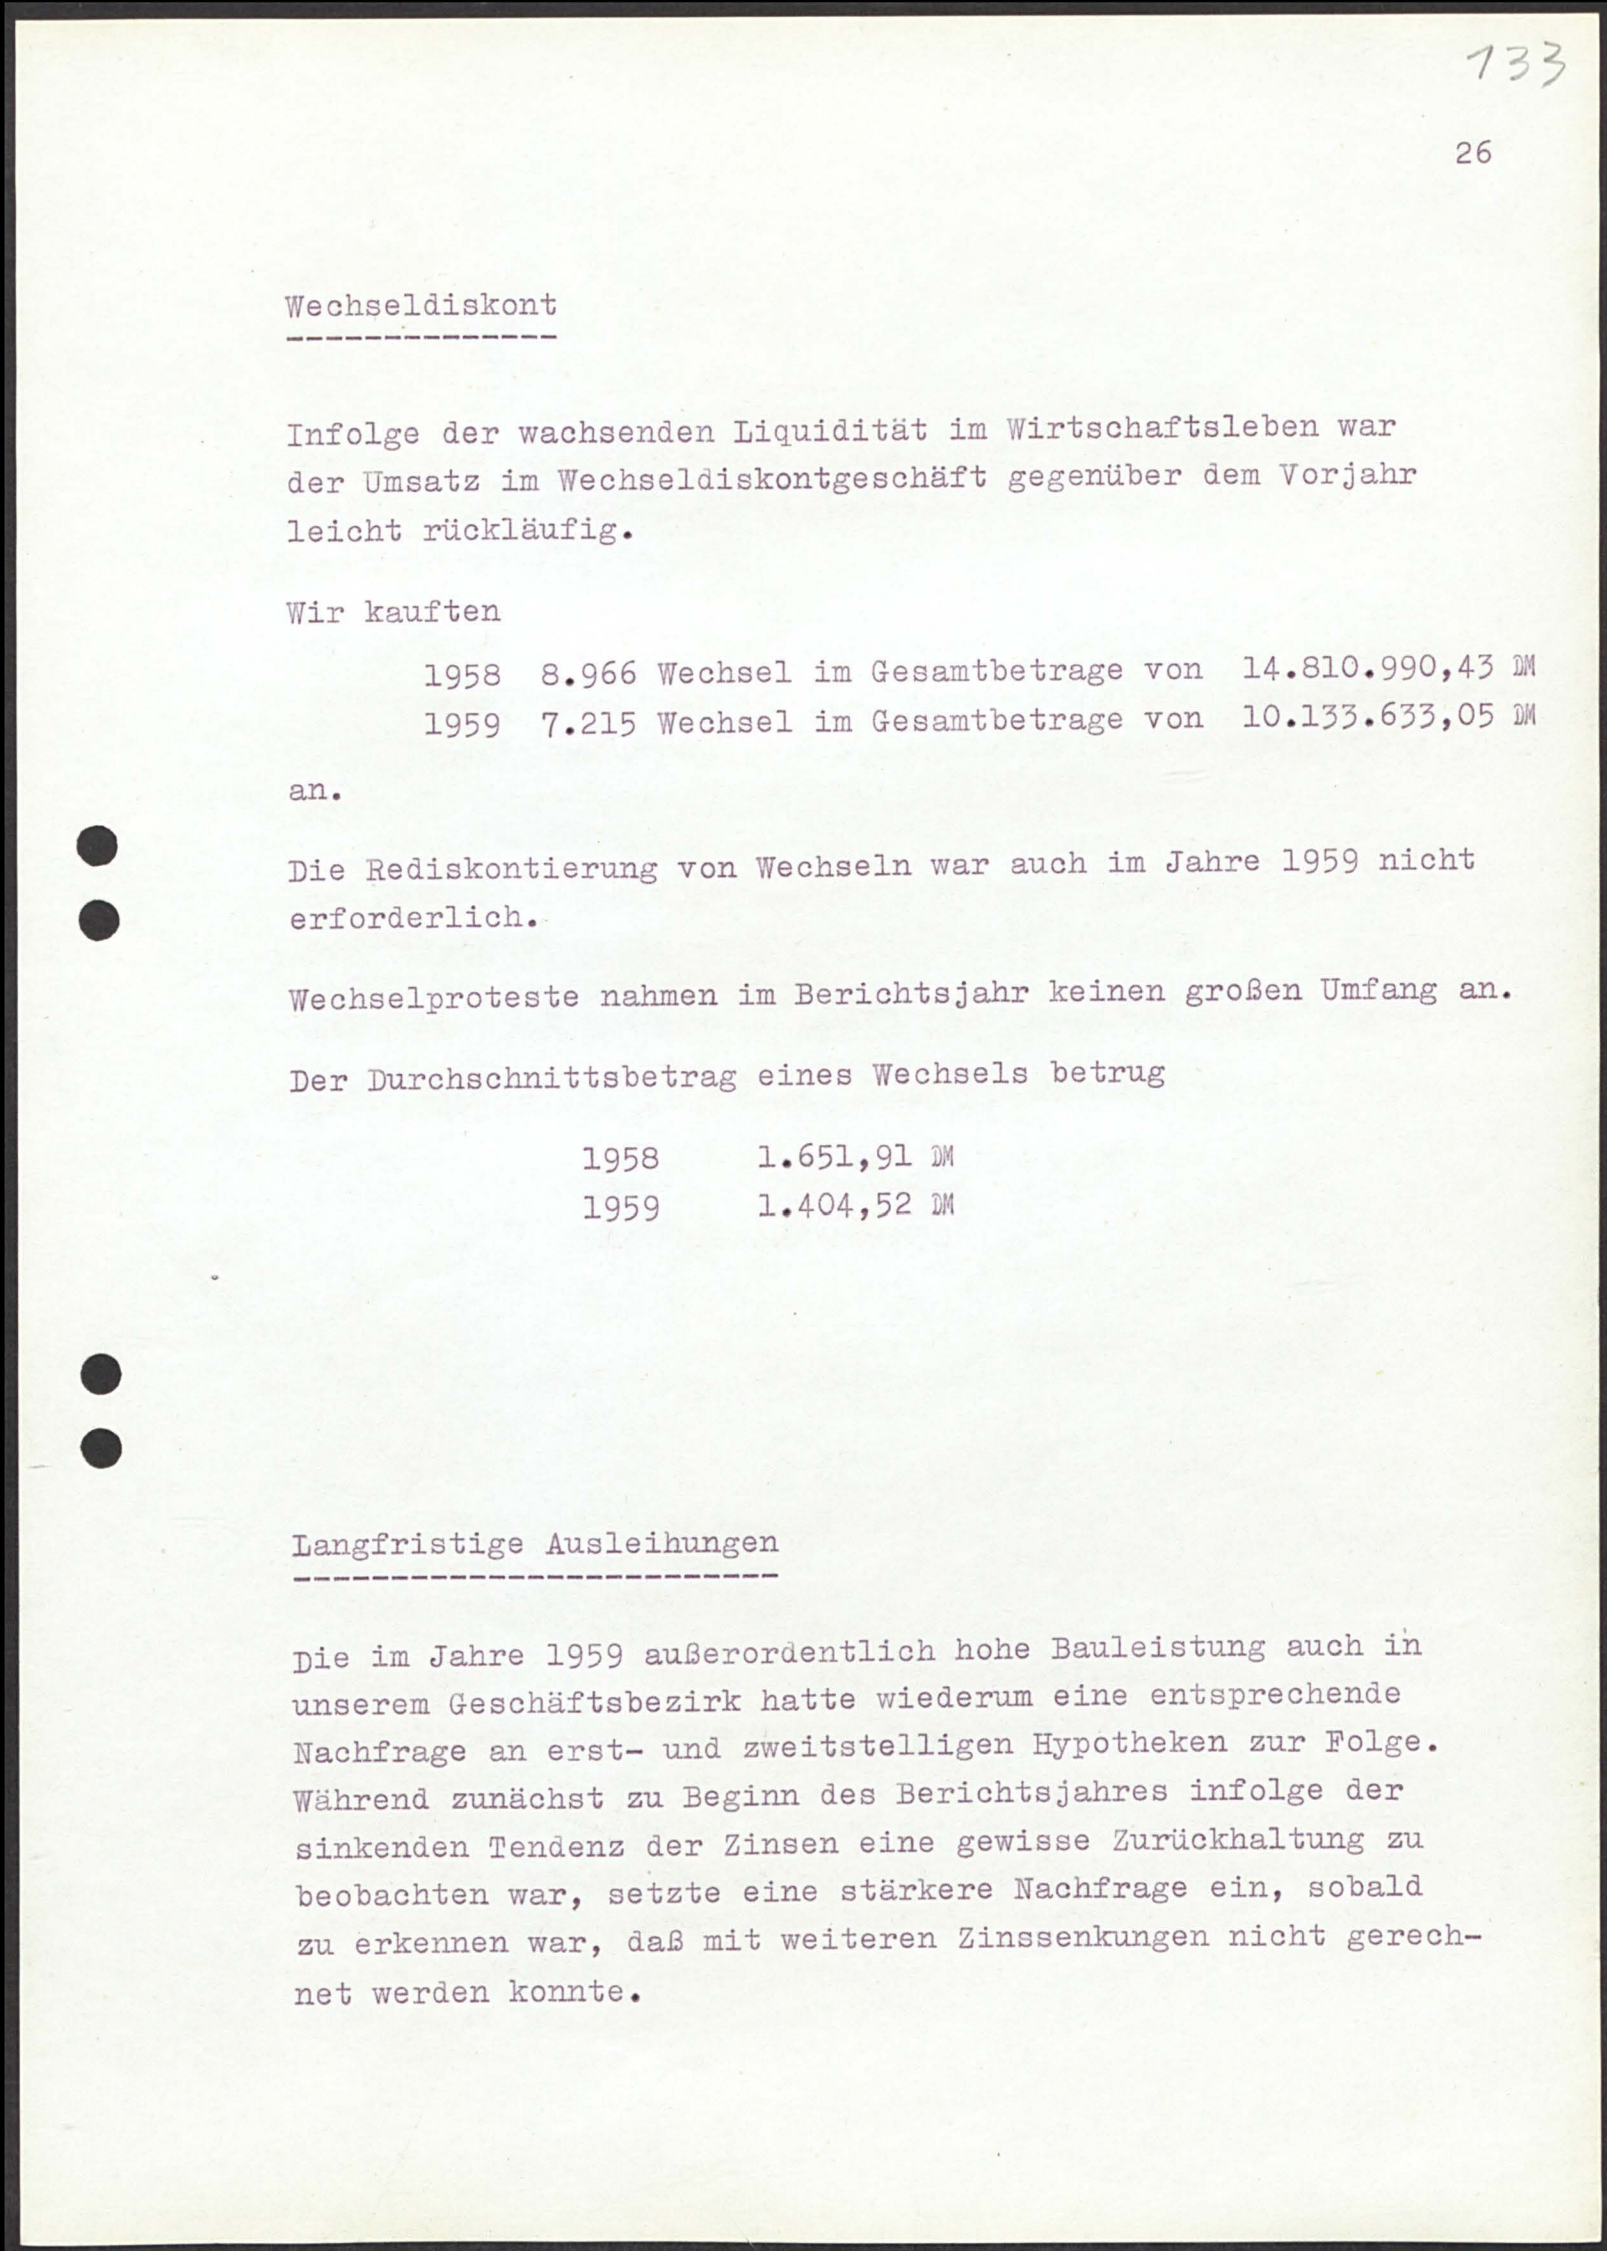 133
26
Wechseldiskont
Infolge der wachsenden Liquidität im Wirtschaftsleben war
der Umsatz im Wechseldiskontgeschäft gegenüber dem Vorjahr
leicht rückläufig.
Wir kauften
1958 8.966 Wechsel im Gesamtbetrage von 14.810.990,43 DM
1959 7.215 Wechsel im Gesamtbetrage von 10.133.633,05 DM
an.
Die Rediskontierung von Wechseln war auch im Jahre 1959 nicht
erforderlich.
Wechselproteste nahmen im Berichtsjahr keinen großen Umfang an.
Der Durchschnittsbetrag eines Wechsels betrug
1958 1.651,91 DM
1959 1.404,52 DM
Langfristige Ausleihungen
Die im Jahre 1959 außerordentlich hohe Bauleistung auch in
unserem Geschäftsbezirk hatte wiederum eine entsprechende
Nachfrage an erst- und zweitstelligen Hypotheken zur Folge.
Während zunächst zu Beginn des Berichtsjahres infolge der
sinkenden Tendenz der Zinsen eine gewisse Zurückhaltung zu
beobachten war, setzte eine stärkere Nachfrage ein, sobald
zu erkennen war, daß mit weiteren Zinssenkungen nicht gerech-
net werden konnte.